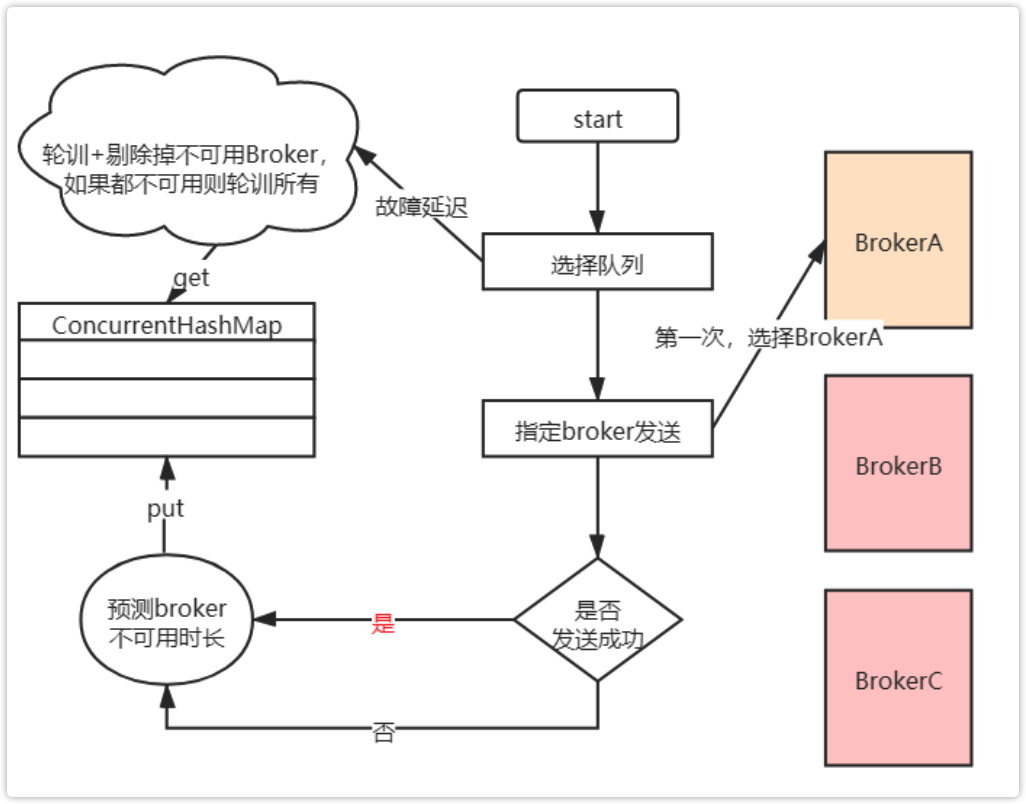 start
轮训+剔除掉不可用Broker，
如果都不可用则轮训所有
故障延迟
选择队列
BrokerA
get
ConcurrentHashMap
第一次，选择BrokerA
指定broker发送
BrokerB
put
预测broker
不可用时长
是
是否
发送成功
BrokerC
否